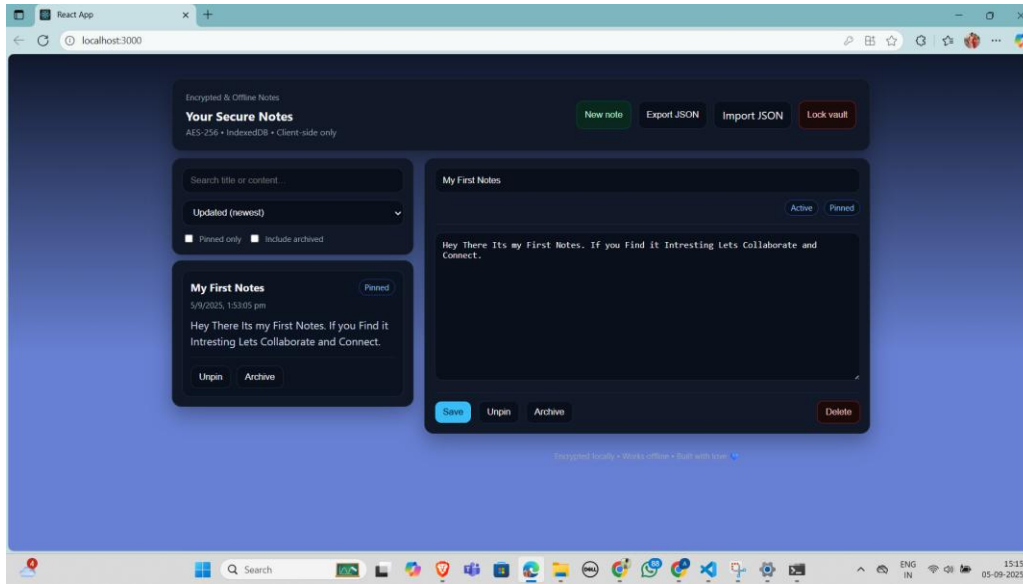 React App
localhost:3000
Encrypted & Offline Notes
Your Secure Notes
AES-256 • IndexedDB • Client-side only
New note
Export JSON
Import JSON
Lock vault
Search title or content...
Updated (newest)
Pinned only
Include archived
My First Notes
Pinned
5/9/2025, 1:53:05 pm
Hey There Its my First Notes. If you Find it
Intresting Lets Collaborate and Connect.
Unpin
Archive
My First Notes
Active
Pinned
Hey There Its my First Notes. If you Find it Intresting Lets Collaborate and
Connect.
Save
Unpin
Archive
Delete
Encrypted locally • Works offline • Built with love
4
Search
DELL
ENG
IN
15:15
05-09-2025